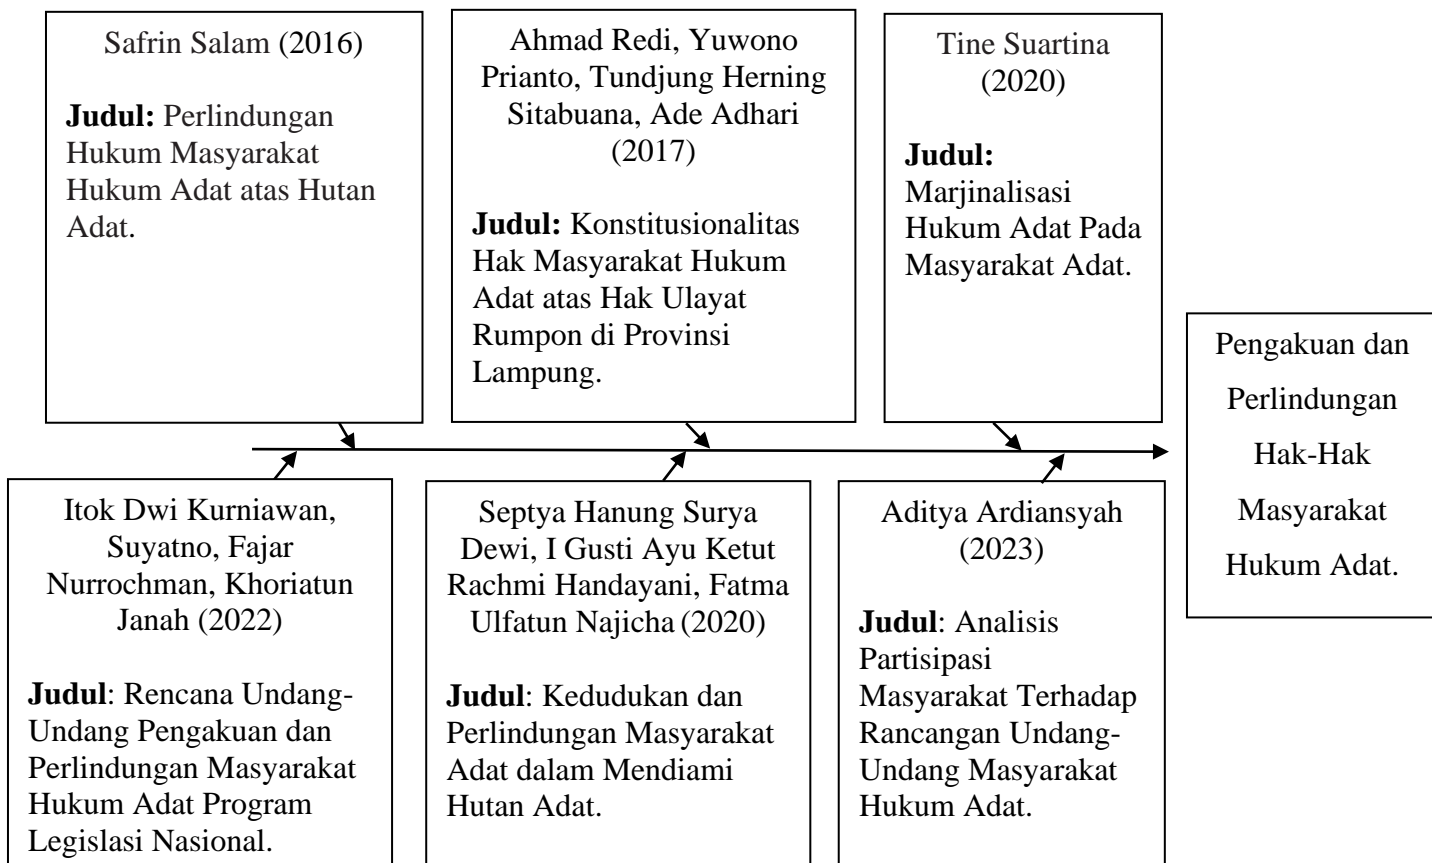 Safrin Salam (2016)
Judul: Perlindungan
Hukum Masyarakat
Hukum Adat atas Hutan
Adat.
Ahmad Redi, Yuwono
Prianto, Tundjung Herning
Sitabuana, Ade Adhari
(2017)
Judul: Konstitusionalitas
Hak Masyarakat Hukum
Adat atas Hak Ulayat
Rumpon di Provinsi
Lampung.
Tine Suartina
(2020)
Judul:
Marjinalisasi
Hukum Adat Pada
Masyarakat Adat.
Pengakuan dan
Perlindungan
Hak-Hak
Masyarakat
Hukum Adat.
Itok Dwi Kurniawan,
Suyatno, Fajar
Nurrochman, Khoriatun
Janah (2022)
Judul: Rencana Undang-
Undang Pengakuan dan
Perlindungan Masyarakat
Hukum Adat Program
Legislasi Nasional.
Septya Hanung Surya
Dewi, I Gusti Ayu Ketut
Rachmi Handayani, Fatma
Ulfatun Najicha (2020)
Judul: Kedudukan dan
Perlindungan Masyarakat
Adat dalam Mendiami
Hutan Adat.
Aditya Ardiansyah
(2023)
Judul: Analisis
Partisipasi
Masyarakat Terhadap
Rancangan Undang-
Undang Masyarakat
Hukum Adat.